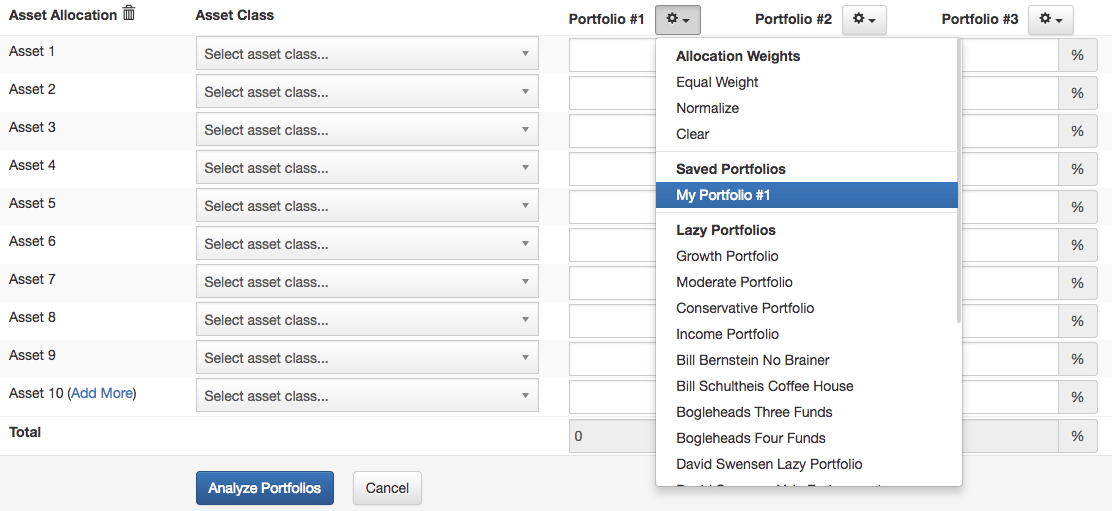 Asset Allocation Asset Class Portfolio #1 Portfolio #2 Portfolio #3
Asset 1 Select asset class... %
Asset 2 Select asset class... %
Asset 3 Select asset class... %
Asset 4 Select asset class... %
Asset 5 Select asset class... %
Asset 6 Select asset class... %
Asset 7 Select asset class... %
Asset 8 Select asset class... %
Asset 9 Select asset class... %
Asset 10 (Add More) Select asset class... %
Total 0 %
Analyze Portfolios Cancel
Allocation Weights
Equal Weight
Normalize
Clear
Saved Portfolios
My Portfolio #1
Lazy Portfolios
Growth Portfolio
Moderate Portfolio
Conservative Portfolio
Income Portfolio
Bill Bernstein No Brainer
Bill Schultheis Coffee House
Bogleheads Three Funds
Bogleheads Four Funds
David Swensen Lazy Portfolio